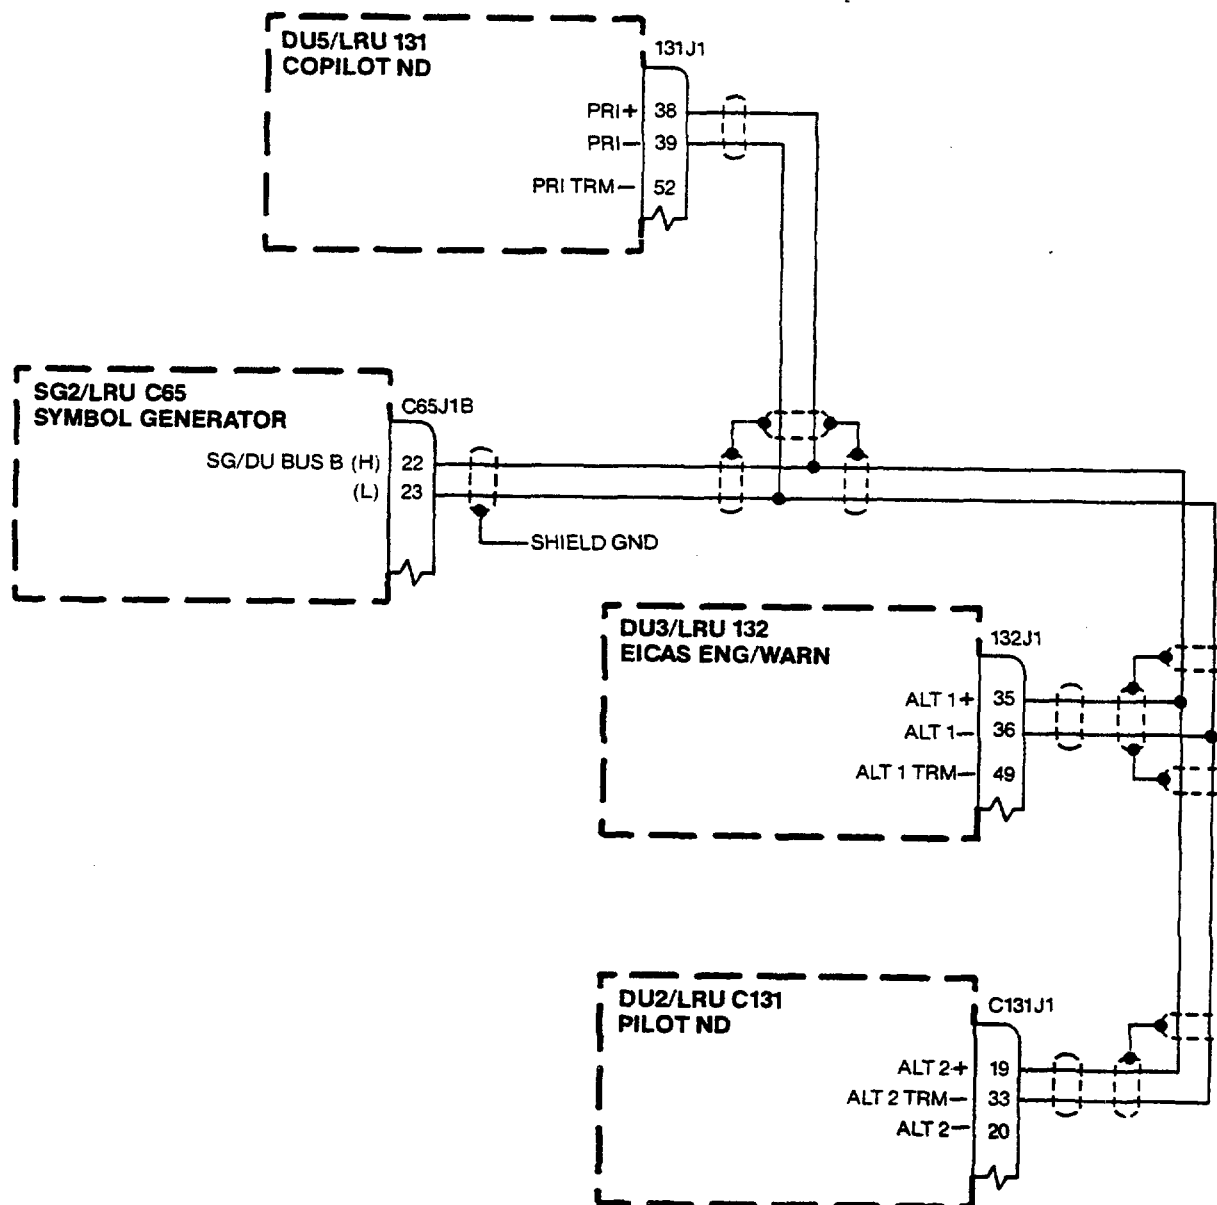 DU5/LRU 131
COPILOT ND
131J1
PRI+ 38
PRI− 39
PRI TRM− 52
SG2/LRU C65
SYMBOL GENERATOR
C65J1B
SG/DU BUS B (H) 22
(L) 23
SHIELD GND
DU3/LRU 132
EICAS ENG/WARN
132J1
ALT 1+ 35
ALT 1− 36
ALT 1 TRM− 49
DU2/LRU C131
PILOT ND
C131J1
ALT 2+ 19
ALT 2 TRM− 33
ALT 2− 20